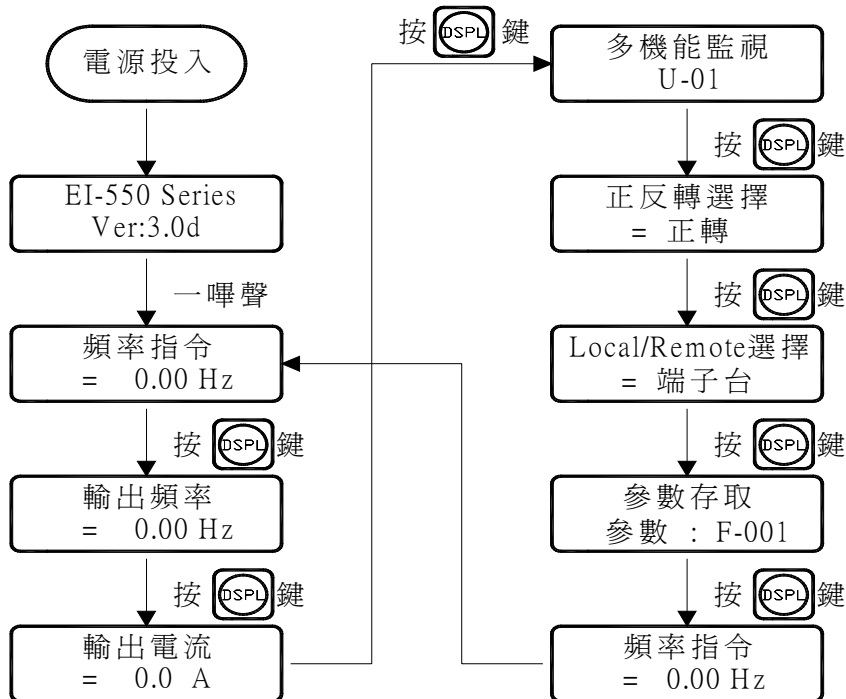 電源投入
EI-550 Series
Ver:3.0d
一嗶聲
頻率指令
= 0.00 Hz
按 DSPL 鍵
輸出頻率
= 0.00 Hz
按 DSPL 鍵
輸出電流
= 0.0 A
按 DSPL 鍵
多機能監視
U-01
按 DSPL 鍵
正反轉選擇
= 正轉
按 DSPL 鍵
Local/Remote選擇
= 端子台
按 DSPL 鍵
參數存取
參數 : F-001
按 DSPL 鍵
頻率指令
= 0.00 Hz